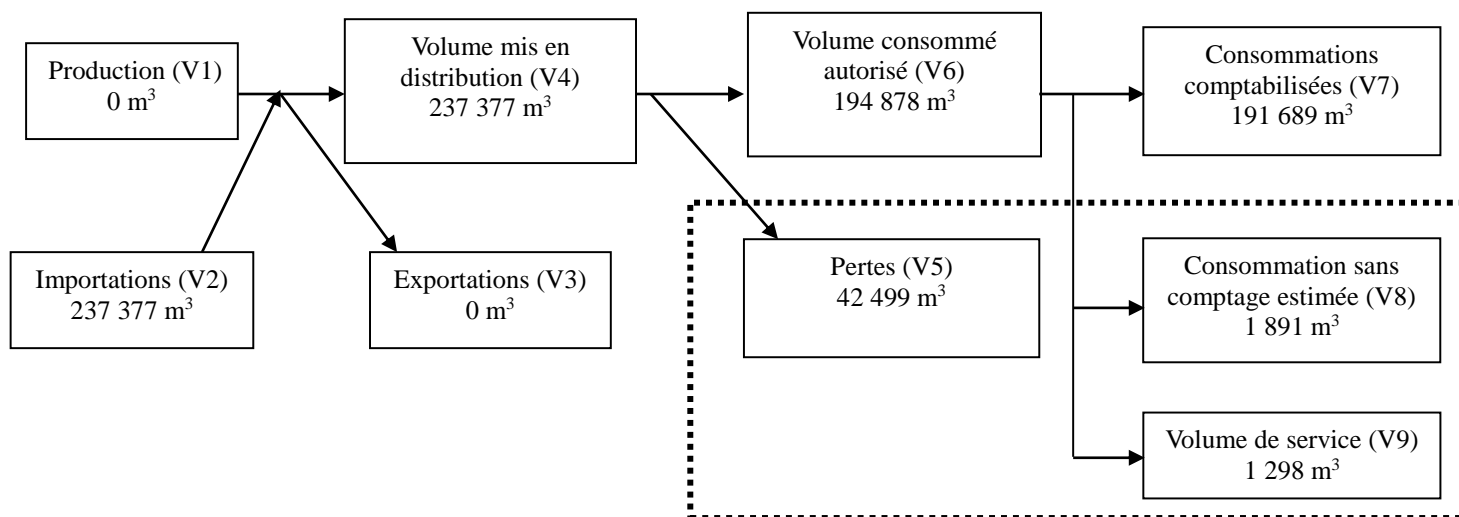 Production (V1)
0 m³
Volume mis en
distribution (V4)
237 377 m³
Volume consommé
autorisé (V6)
194 878 m³
Consommations
comptabilisées (V7)
191 689 m³
Importations (V2)
237 377 m³
Exportations (V3)
0 m³
Pertes (V5)
42 499 m³
Consommation sans
comptage estimée (V8)
1 891 m³
Volume de service (V9)
1 298 m³